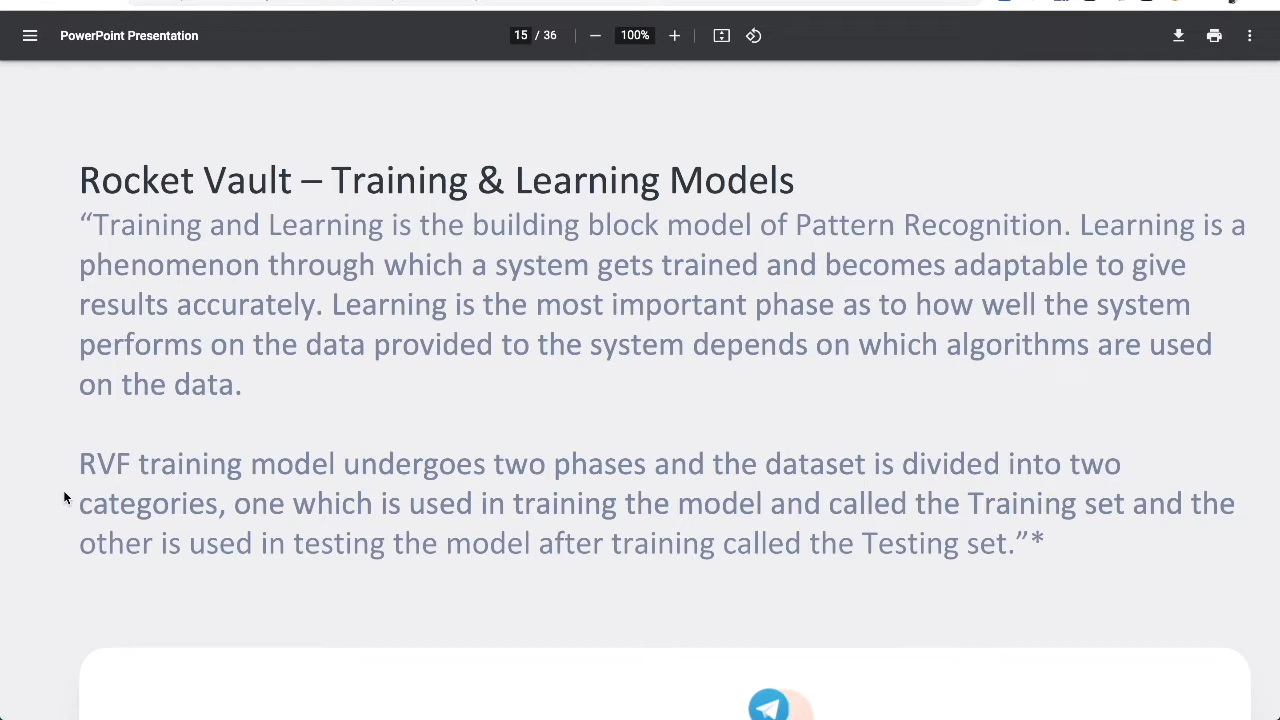 PowerPoint Presentation
15 / 36
100%
Rocket Vault – Training & Learning Models
“Training and Learning is the building block model of Pattern Recognition. Learning is a
phenomenon through which a system gets trained and becomes adaptable to give
results accurately. Learning is the most important phase as to how well the system
performs on the data provided to the system depends on which algorithms are used
on the data.
RVF training model undergoes two phases and the dataset is divided into two
categories, one which is used in training the model and called the Training set and the
other is used in testing the model after training called the Testing set.”*